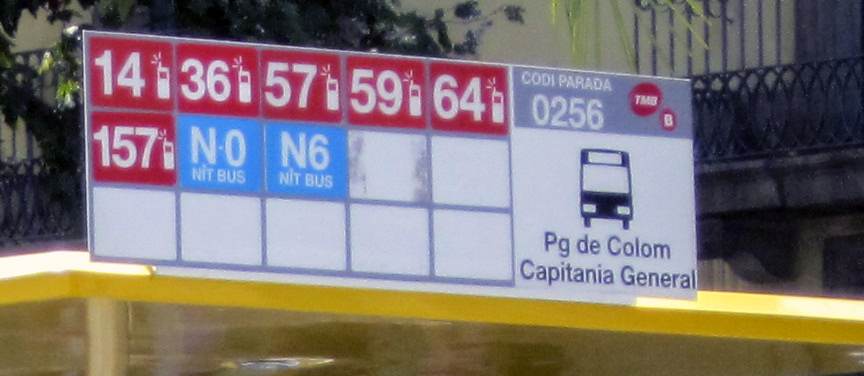 14 36 57 59 64
157 N·0 NIT BUS N6 NIT BUS
CODI PARADA
0256
TMB
B
Pg de Colom
Capitania General